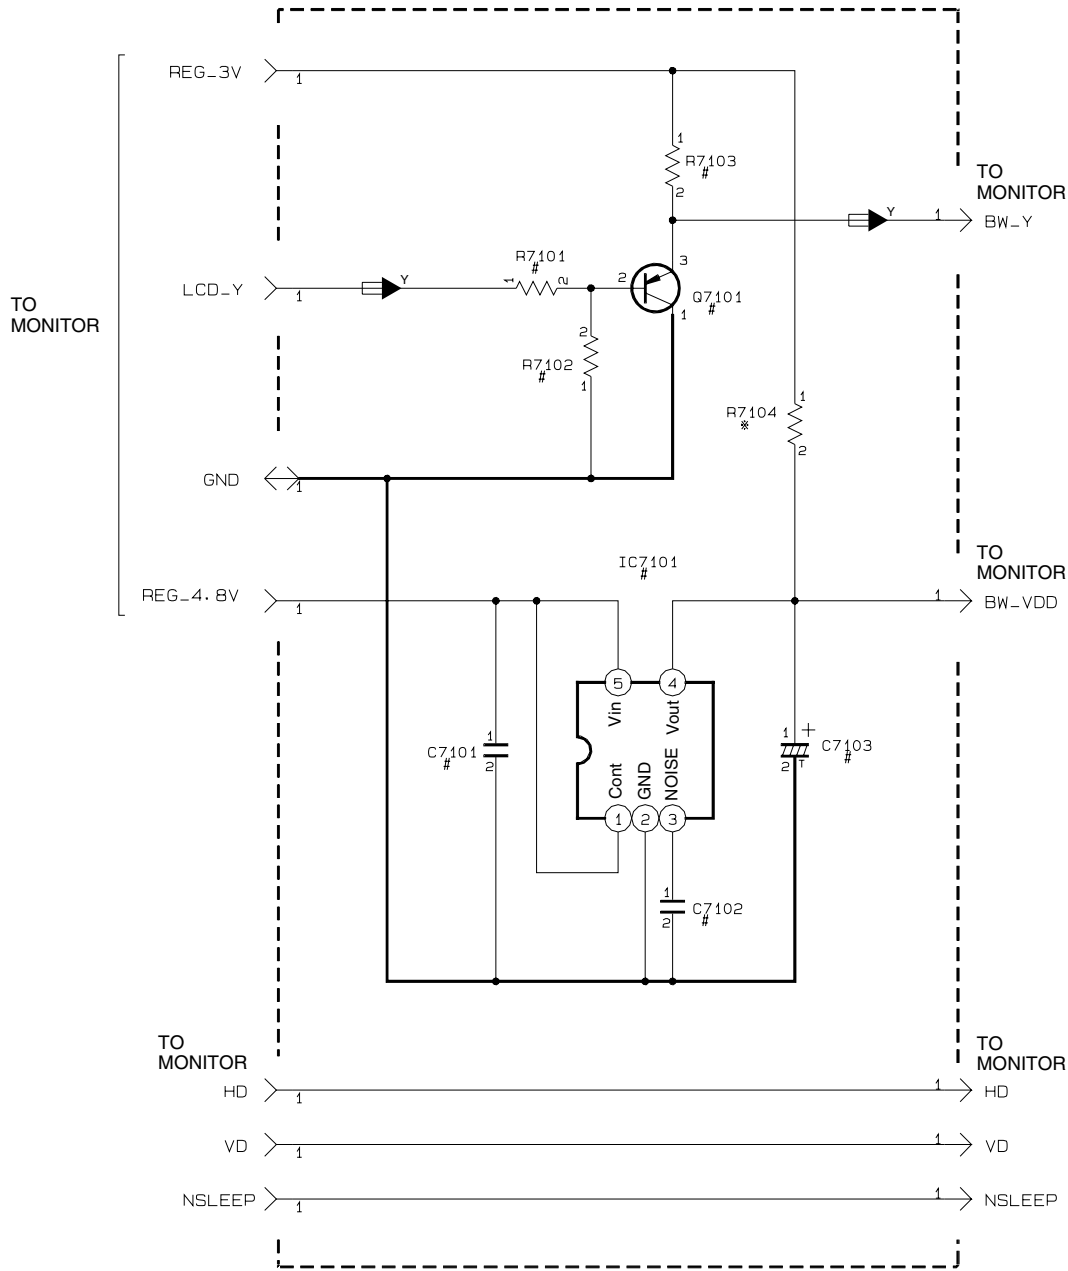 REG_3V
1
1
R7103
#
2
TO
MONITOR
Y
1
BW_Y
LCD_Y
1
Y
R7101
#
1
2
2
3
Q7101
#
1
TO
MONITOR
2
R7102
#
1
1
R7104
※
2
GND
1
IC7101
#
TO
MONITOR
REG_4.8V
1
1
BW_VDD
5
4
Vin
Vout
1
C7101
#
2
1
+
C7103
#
2
T
Cont
GND
NOISE
1
2
3
1
C7102
#
2
TO
MONITOR
TO
MONITOR
HD
1
1
HD
VD
1
1
VD
NSLEEP
1
1
NSLEEP